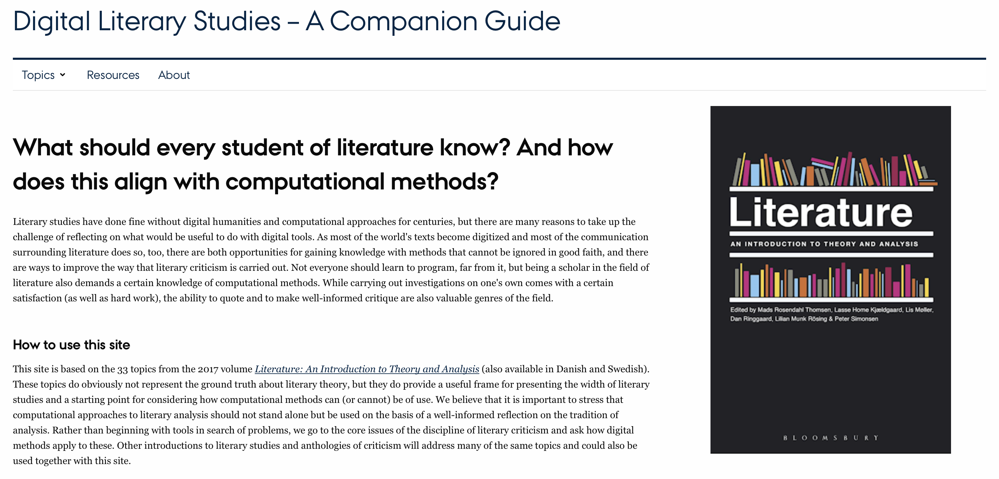 Digital Literary Studies – A Companion Guide
Topics
Resources
About
What should every student of literature know? And how
does this align with computational methods?
Literary studies have done fine without digital humanities and computational approaches for centuries, but there are many reasons to take up the
challenge of reflecting on what would be useful to do with digital tools. As most of the world's texts become digitized and most of the communication
surrounding literature does so, too, there are both opportunities for gaining knowledge with methods that cannot be ignored in good faith, and there
are ways to improve the way that literary criticism is carried out. Not everyone should learn to program, far from it, but being a scholar in the field of
literature also demands a certain knowledge of computational methods. While carrying out investigations on one's own comes with a certain
satisfaction (as well as hard work), the ability to quote and to make well-informed critique are also valuable genres of the field.
How to use this site
This site is based on the 33 topics from the 2017 volume Literature: An Introduction to Theory and Analysis (also available in Danish and Swedish).
These topics do obviously not represent the ground truth about literary theory, but they do provide a useful frame for presenting the width of literary
studies and a starting point for considering how computational methods can (or cannot) be of use. We believe that it is important to stress that
computational approaches to literary analysis should not stand alone but be used on the basis of a well-informed reflection on the tradition of
analysis. Rather than beginning with tools in search of problems, we go to the core issues of the discipline of literary criticism and ask how digital
methods apply to these. Other introductions to literary studies and anthologies of criticism will address many of the same topics and could also be
used together with this site.
Literature
AN INTRODUCTION TO THEORY AND ANALYSIS
Edited by Mads Rosendahl Thomsen, Lasse Horne Kjældgaard, Lis Møller,
Dan Ringgaard, Lilian Munk Rösing & Peter Simonsen
BLOOMSBURY